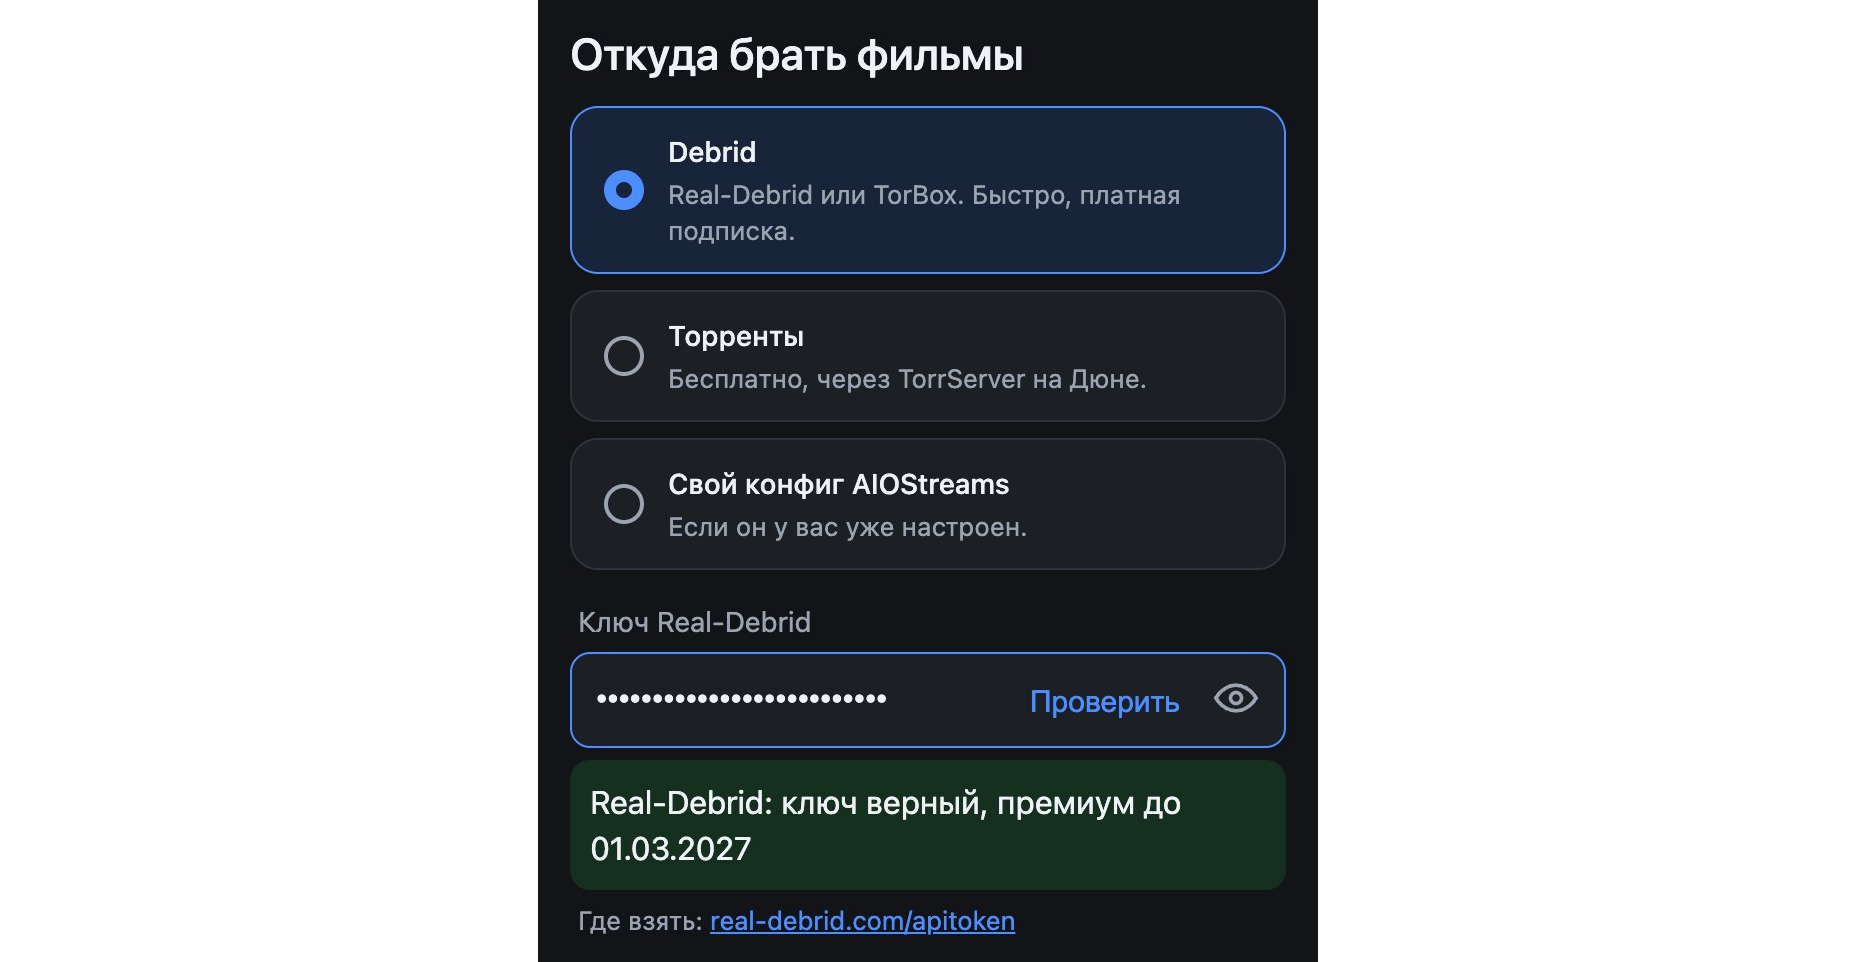 Откуда брать фильмы
Debrid
Real-Debrid или TorBox. Быстро, платная
подписка.
Торренты
Бесплатно, через TorrServer на Дюне.
Свой конфиг AIOStreams
Если он у вас уже настроен.
Ключ Real-Debrid
••••••••••••••••••••••••••
Проверить
Real-Debrid: ключ верный, премиум до
01.03.2027
Где взять: real-debrid.com/apitoken